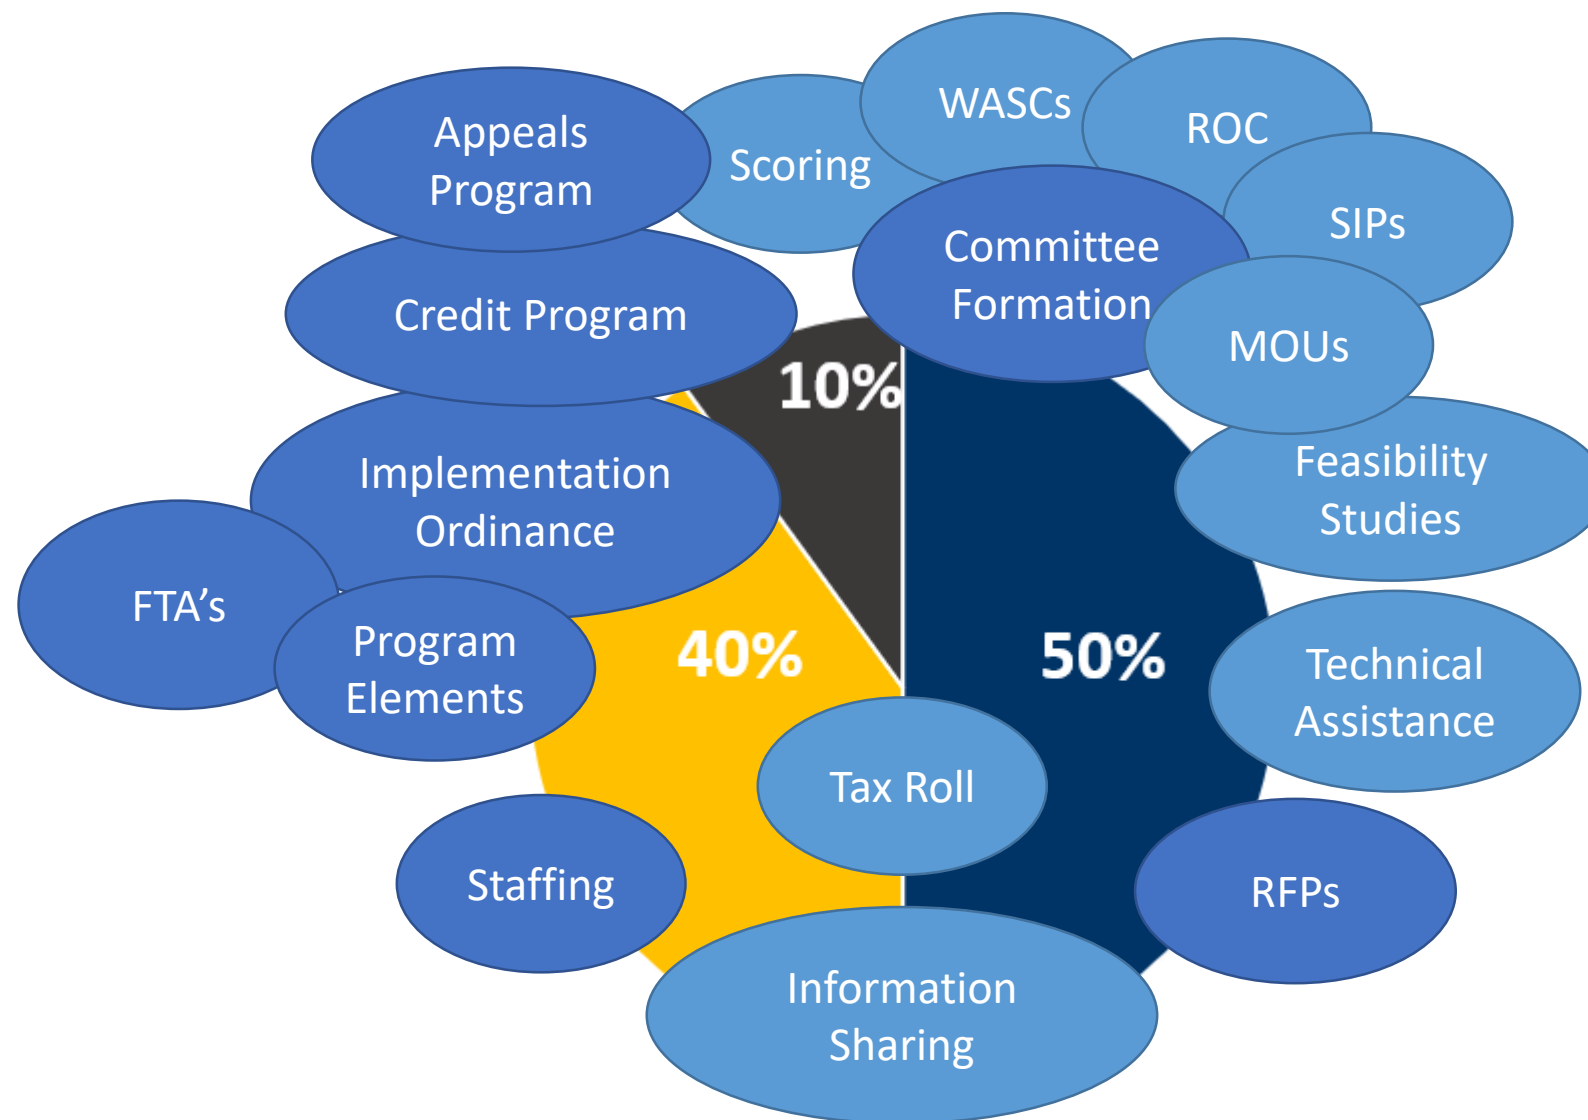 WASCs
ROC
Appeals
Program
Scoring
SIPs
Committee
Formation
Credit Program
MOUs
10%
Feasibility
Studies
Implementation
Ordinance
FTA's
Program
Elements
40%
50%
Technical
Assistance
Tax Roll
Staffing
RFPs
Information
Sharing